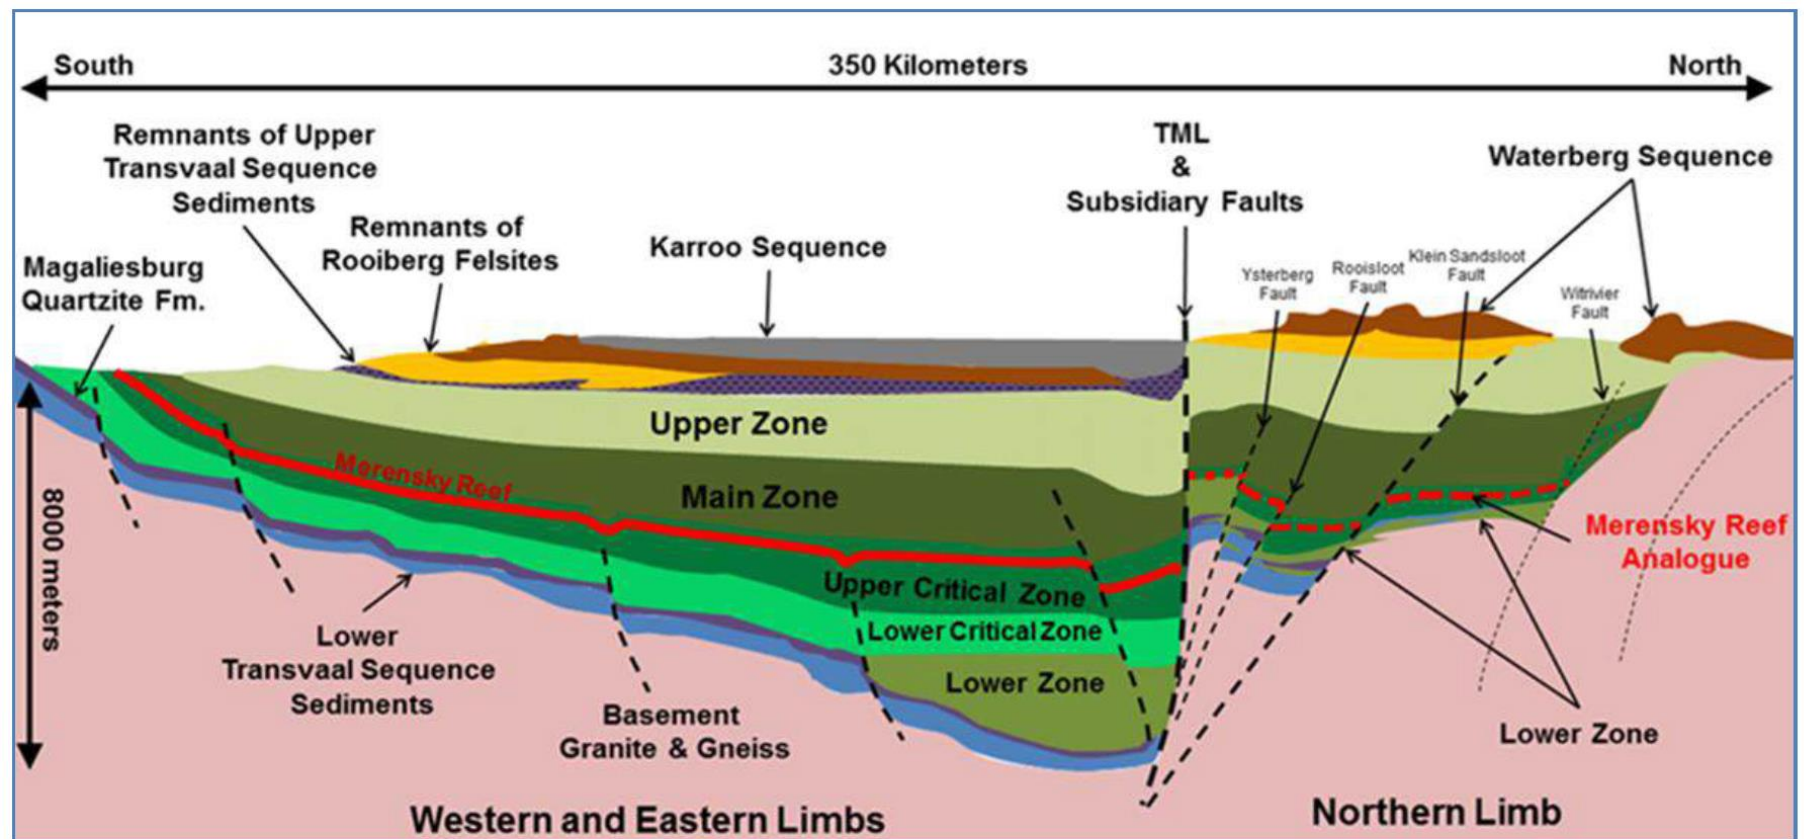 South
350 Kilometers
North
Remnants of Upper
Transvaal Sequence
Sediments
TML
&
Subsidiary Faults
Waterberg Sequence
Remnants of
Rooiberg Felsites
Karroo Sequence
Magaliesburg
Quartzite Fm.
Ysterberg
Fault
Rooisloot
Fault
Klein Sandsloot
Fault
Witrivier
Fault
Upper Zone
Merensky Reef
Main Zone
8000 meters
Merensky Reef
Analogue
Upper Critical Zone
Lower Critical Zone
Lower Zone
Lower
Transvaal Sequence
Sediments
Basement
Granite & Gneiss
Lower Zone
Western and Eastern Limbs
Northern Limb